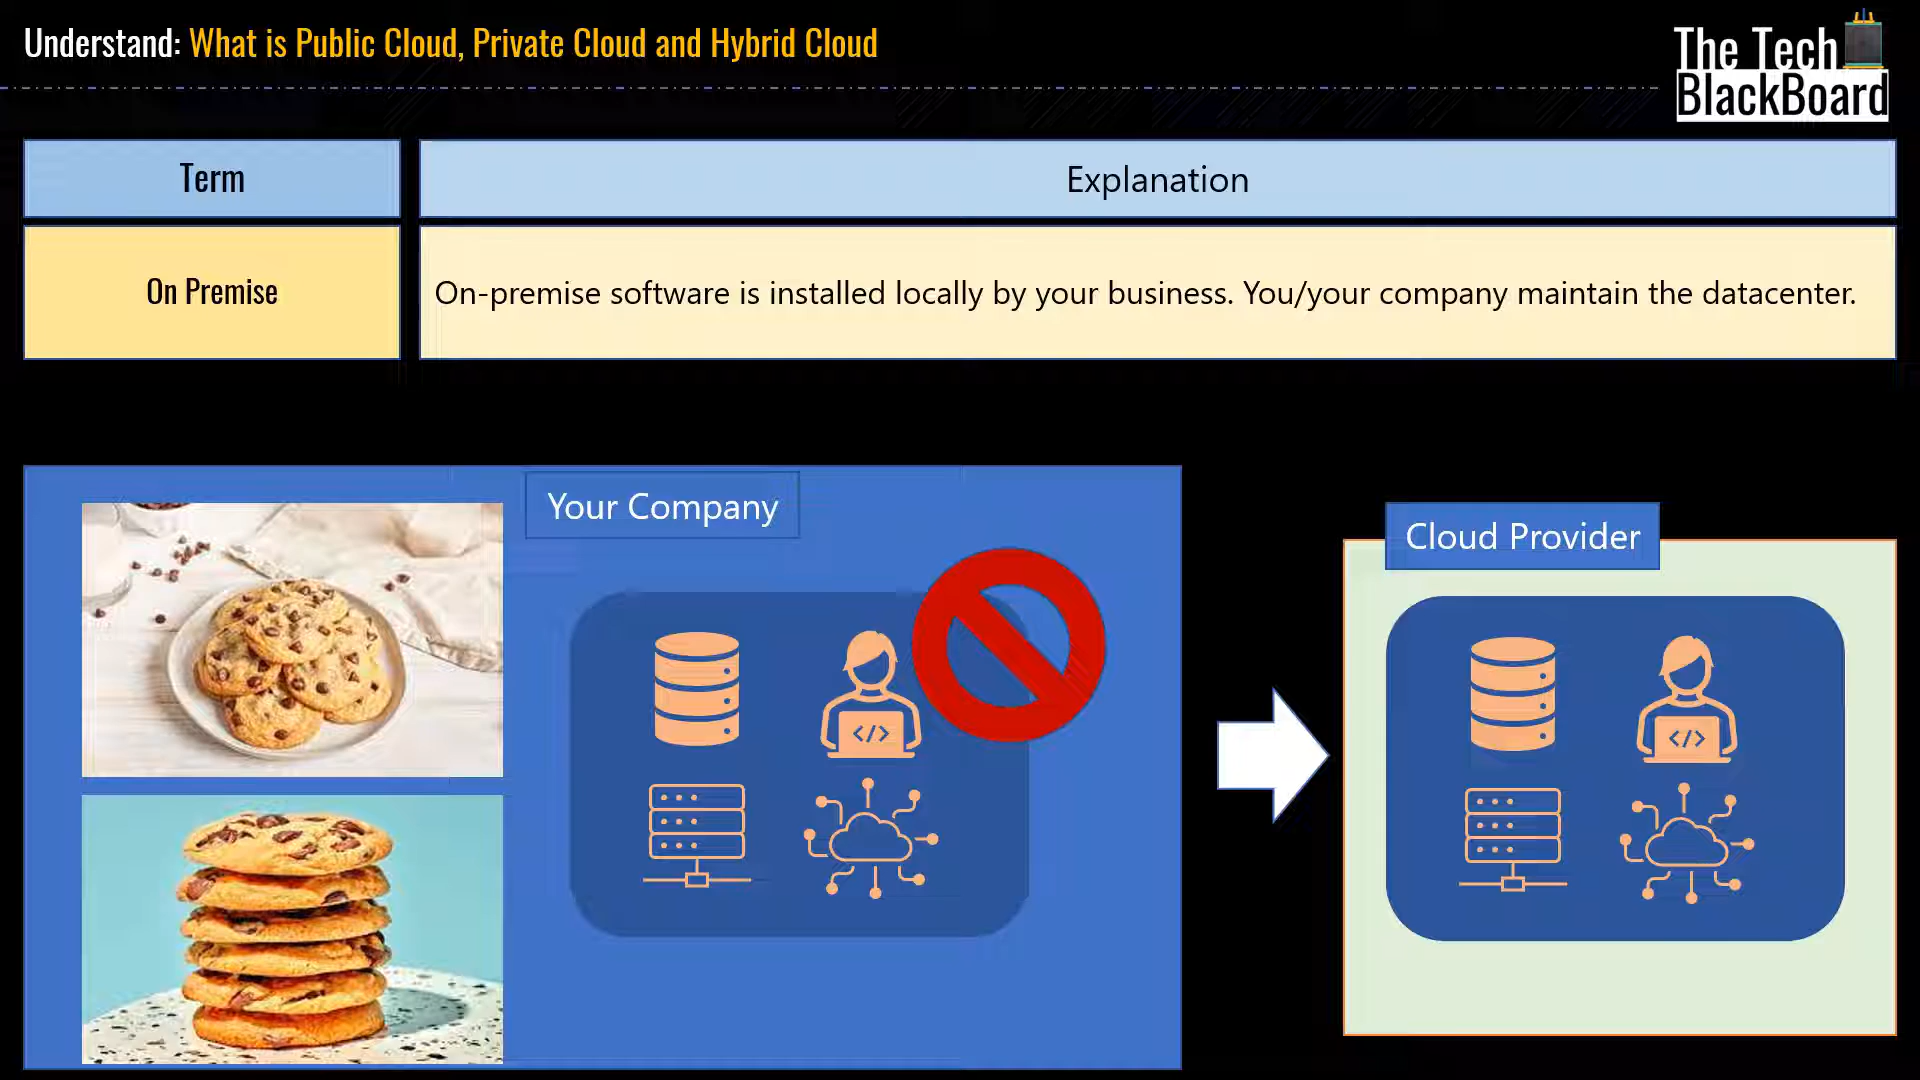 Understand: What is Public Cloud, Private Cloud and Hybrid Cloud
The Tech
BlackBoard
Term
Explanation
On Premise
On-premise software is installed locally by your business. You/your company maintain the datacenter.
Your Company
Cloud Provider
</>
</>